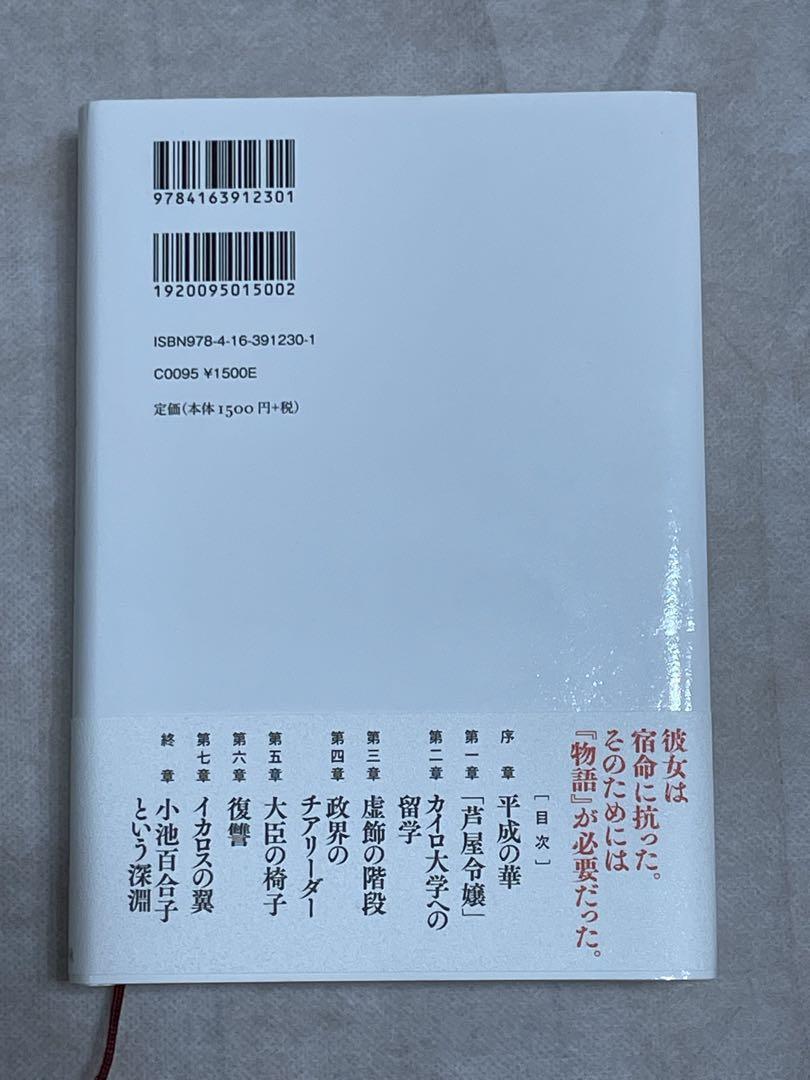 9784163912301
1920095015002
ISBN978-4-16-391230-1
C0095 ¥1500E
定価(本体1500円+税)
彼女は
宿命に抗った。
そのためには
『物語』が必要だった。
[目次]
序章 平成の華
第一章 「芦屋令嬢」
第二章 カイロ大学への
留学
第三章 虚飾の階段
第四章 政界の
チアリーダー
第五章 大臣の椅子
第六章 復讐
第七章 イカロスの翼
終章 小池百合子
という深淵